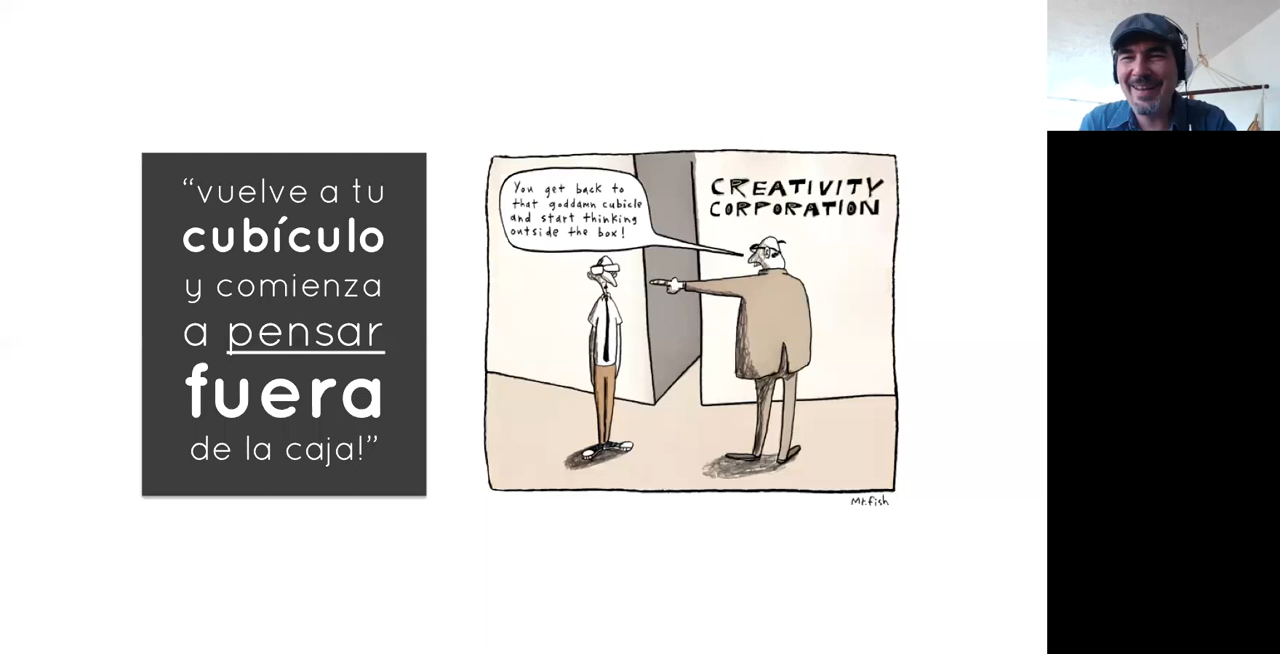 “vuelve a tu
cubículo
y comienza
a pensar
fuera
de la caja!”
You get back to
that goddamn cubicle
and start thinking
outside the box!
CREATIVITY
CORPORATION
Mr.fish